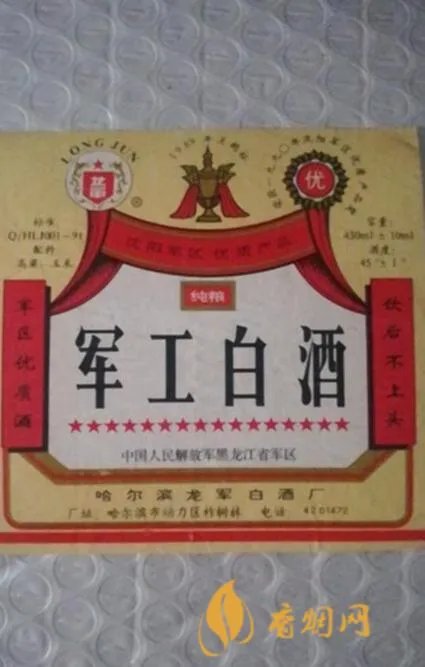 LONG JUN
标准
Q/HLJ001-91
配料
高粱、玉米
优
容量:
450ml±10ml
酒度:
45°±1°
沈阳军区优质产品
纯粮
军区优质酒
军工白酒
饮后不上头
中国人民解放军黑龙江省军区
哈尔滨龙军白酒厂
厂址：哈尔滨市动力区柞树林 电话：4201472
香烟网